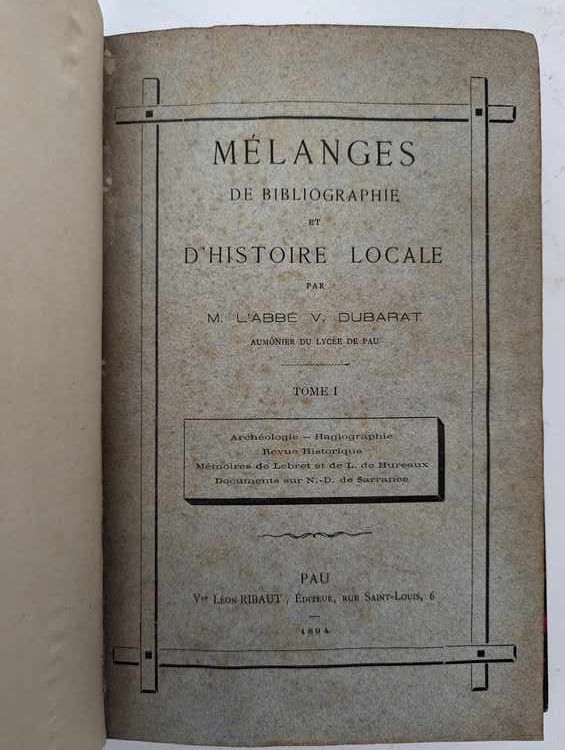 MÉLANGES
DE BIBLIOGRAPHIE
ET
D'HISTOIRE LOCALE
PAR
M. L'ABBÉ V. DUBARAT
AUMÔNIER DU LYCÉE DE PAU
TOME I
Archéologie — Hagiographie
Revue Historique
Mémoires de Lebret et de L. de Bureaux
Documents sur N.-D. de Sarrance
PAU
Vve LÉON RIBAUT, ÉDITEUR, RUE SAINT-LOUIS, 6
1894